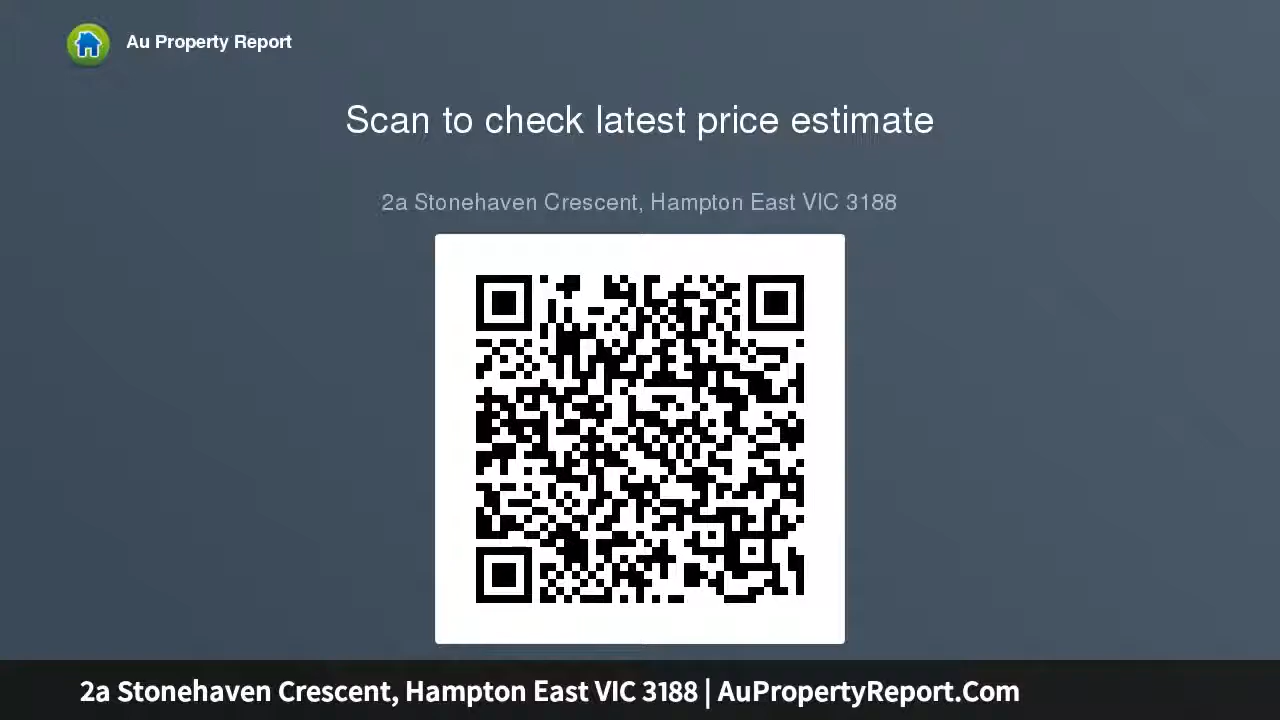 Au Property Report
Scan to check latest price estimate
2a Stonehaven Crescent, Hampton East VIC 3188
2a Stonehaven Crescent, Hampton East VIC 3188 | AuPropertyReport.Com